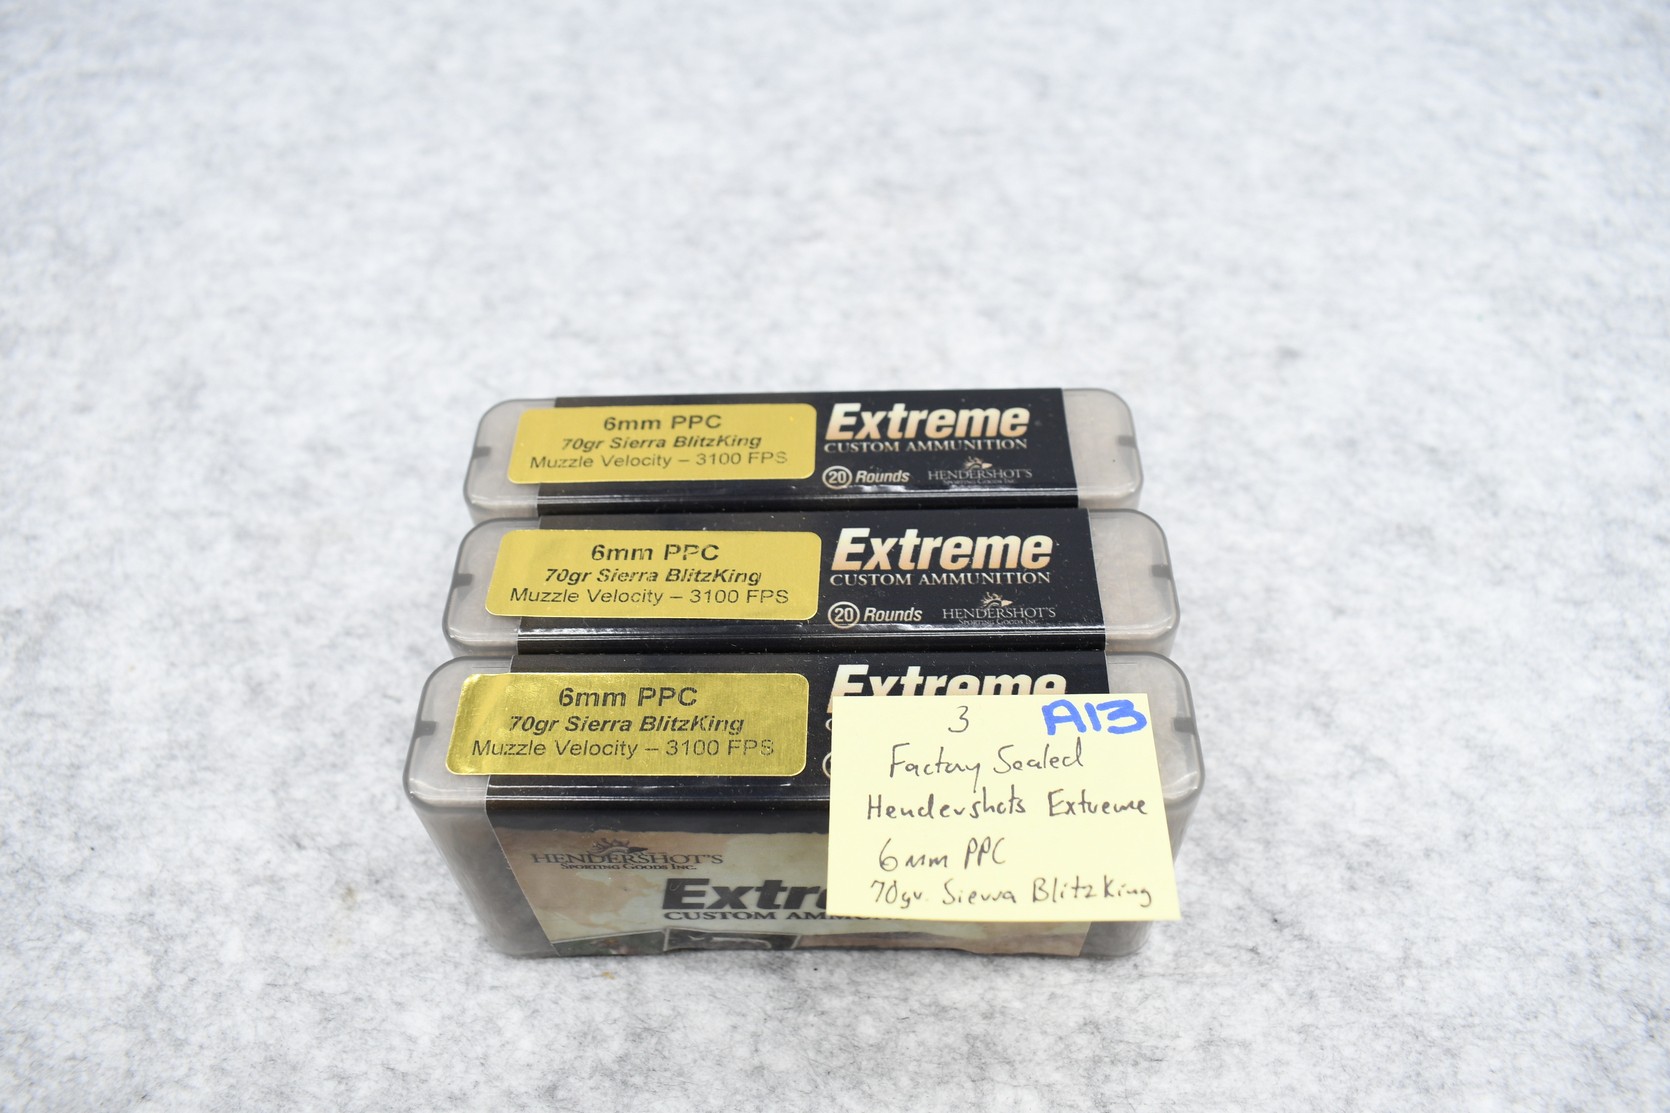 6mm PPC
70gr Sierra BlitzKing
Muzzle Velocity – 3100 FPS
Extreme
CUSTOM AMMUNITION
20 Rounds
HENDERSHOT'S
SPORTING GOODS INC.
6mm PPC
70gr Sierra BlitzKing
Muzzle Velocity – 3100 FPS
Extreme
CUSTOM AMMUNITION
20 Rounds
HENDERSHOT'S
SPORTING GOODS INC.
6mm PPC
70gr Sierra BlitzKing
Muzzle Velocity – 3100 FPS
Extreme
3 A13
Factory Sealed
Hendershots Extreme
6mm PPC
70gr. Sierra BlitzKing
HENDERSHOT'S
SPORTING GOODS INC.
Extr
CUSTOM AMM